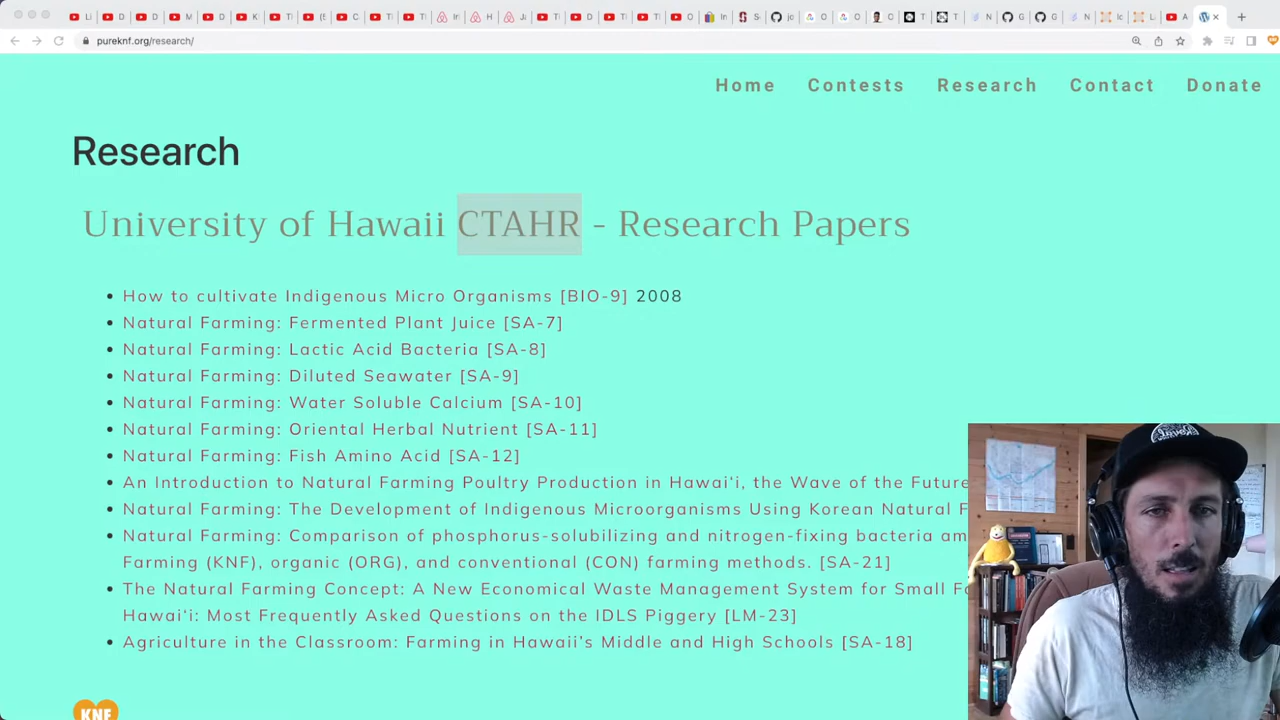 pureknf.org/research/
Home Contests Research Contact Donate
Research
University of Hawaii CTAHR - Research Papers
How to cultivate Indigenous Micro Organisms [BIO-9] 2008
Natural Farming: Fermented Plant Juice [SA-7]
Natural Farming: Lactic Acid Bacteria [SA-8]
Natural Farming: Diluted Seawater [SA-9]
Natural Farming: Water Soluble Calcium [SA-10]
Natural Farming: Oriental Herbal Nutrient [SA-11]
Natural Farming: Fish Amino Acid [SA-12]
An Introduction to Natural Farming Poultry Production in Hawai‘i, the Wave of the Future
Natural Farming: The Development of Indigenous Microorganisms Using Korean Natural F
Natural Farming: Comparison of phosphorus-solubilizing and nitrogen-fixing bacteria am
Farming (KNF), organic (ORG), and conventional (CON) farming methods. [SA-21]
The Natural Farming Concept: A New Economical Waste Management System for Small Fa
Hawai‘i: Most Frequently Asked Questions on the IDLS Piggery [LM-23]
Agriculture in the Classroom: Farming in Hawaii’s Middle and High Schools [SA-18]
KNF